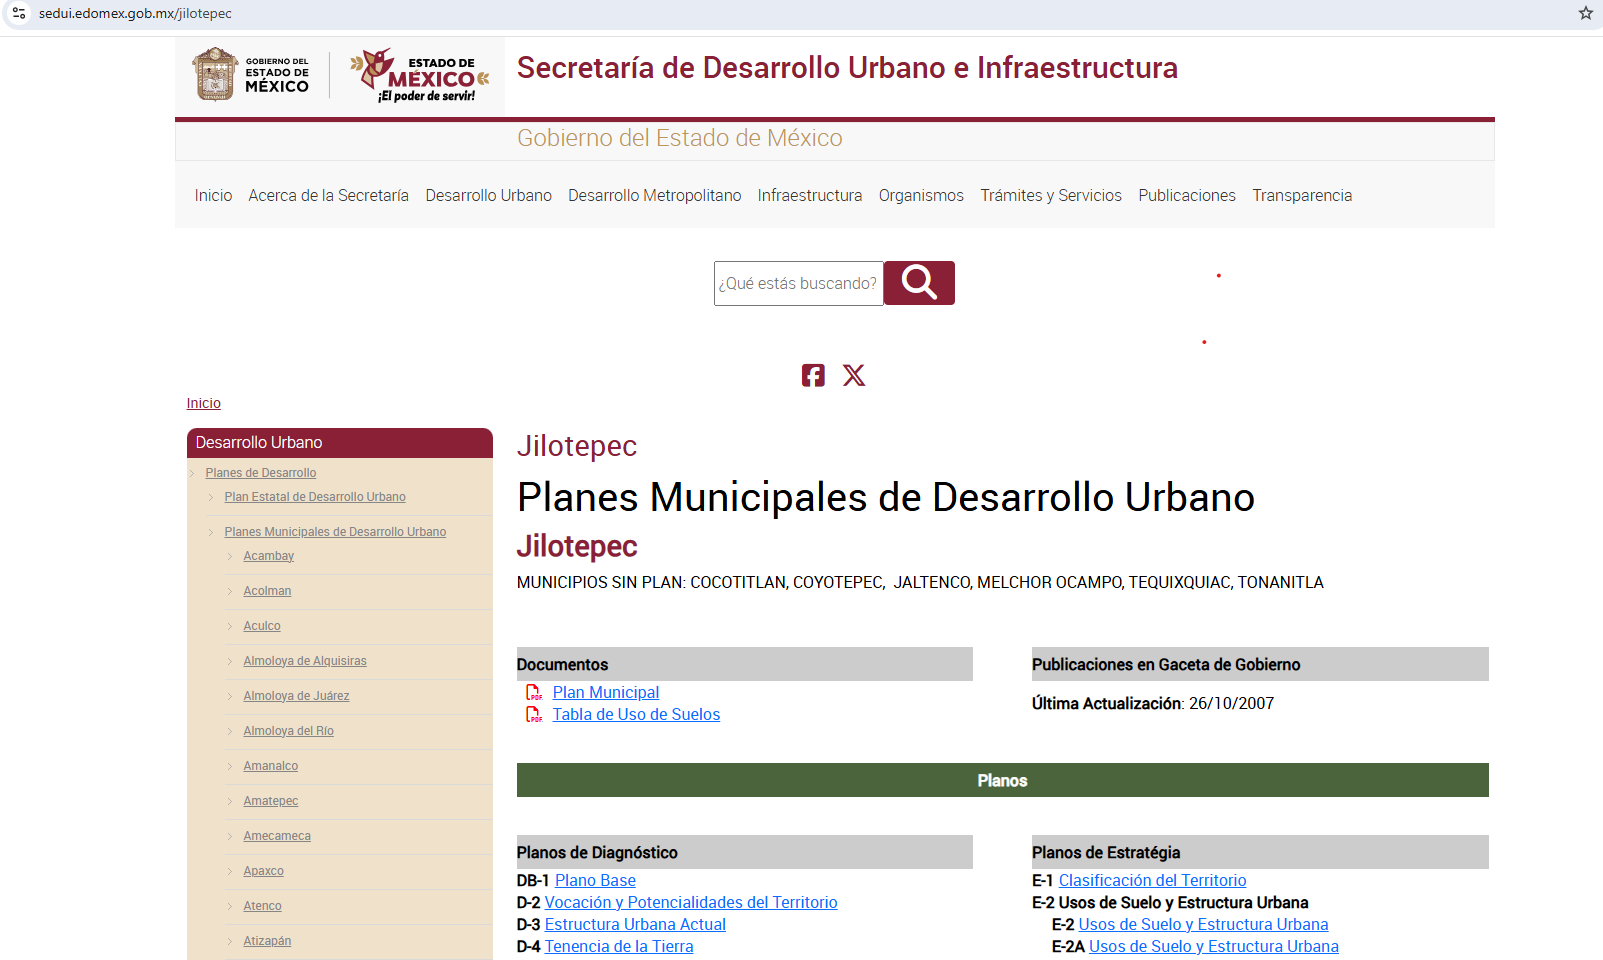 sedui.edomex.gob.mx/jilotepec
GOBIERNO DEL
ESTADO DE
MÉXICO
ESTADO DE
MÉXICO
¡El poder de servir!
Secretaría de Desarrollo Urbano e Infraestructura
Gobierno del Estado de México
Inicio Acerca de la Secretaría Desarrollo Urbano Desarrollo Metropolitano Infraestructura Organismos Trámites y Servicios Publicaciones Transparencia
¿Qué estás buscando?
Inicio
Desarrollo Urbano
Planes de Desarrollo
Plan Estatal de Desarrollo Urbano
Planes Municipales de Desarrollo Urbano
Acambay
Acolman
Aculco
Almoloya de Alquisiras
Almoloya de Juárez
Almoloya del Río
Amanalco
Amatepec
Amecameca
Apaxco
Atenco
Atizapán
Jilotepec
Planes Municipales de Desarrollo Urbano
Jilotepec
MUNICIPIOS SIN PLAN: COCOTITLAN, COYOTEPEC, JALTENCO, MELCHOR OCAMPO, TEQUIXQUIAC, TONANITLA
Documentos
PDF Plan Municipal
PDF Tabla de Uso de Suelos
Publicaciones en Gaceta de Gobierno
Última Actualización: 26/10/2007
Planos
Planos de Diagnóstico
DB-1 Plano Base
D-2 Vocación y Potencialidades del Territorio
D-3 Estructura Urbana Actual
D-4 Tenencia de la Tierra
Planos de Estratégia
E-1 Clasificación del Territorio
E-2 Usos de Suelo y Estructura Urbana
E-2 Usos de Suelo y Estructura Urbana
E-2A Usos de Suelo y Estructura Urbana